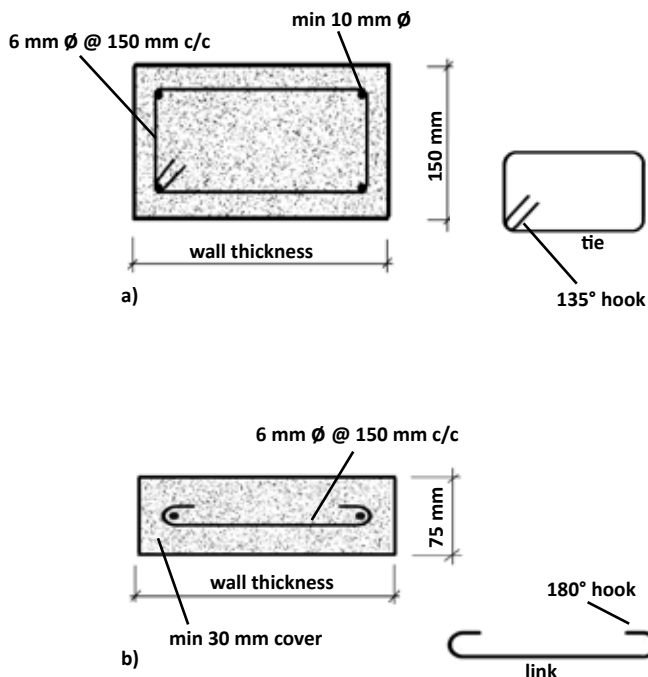 min 10 mm Ø
6 mm Ø @ 150 mm c/c
150 mm
wall thickness
tie
a)
135° hook
6 mm Ø @ 150 mm c/c
75 mm
wall thickness
180° hook
min 30 mm cover
b)
link